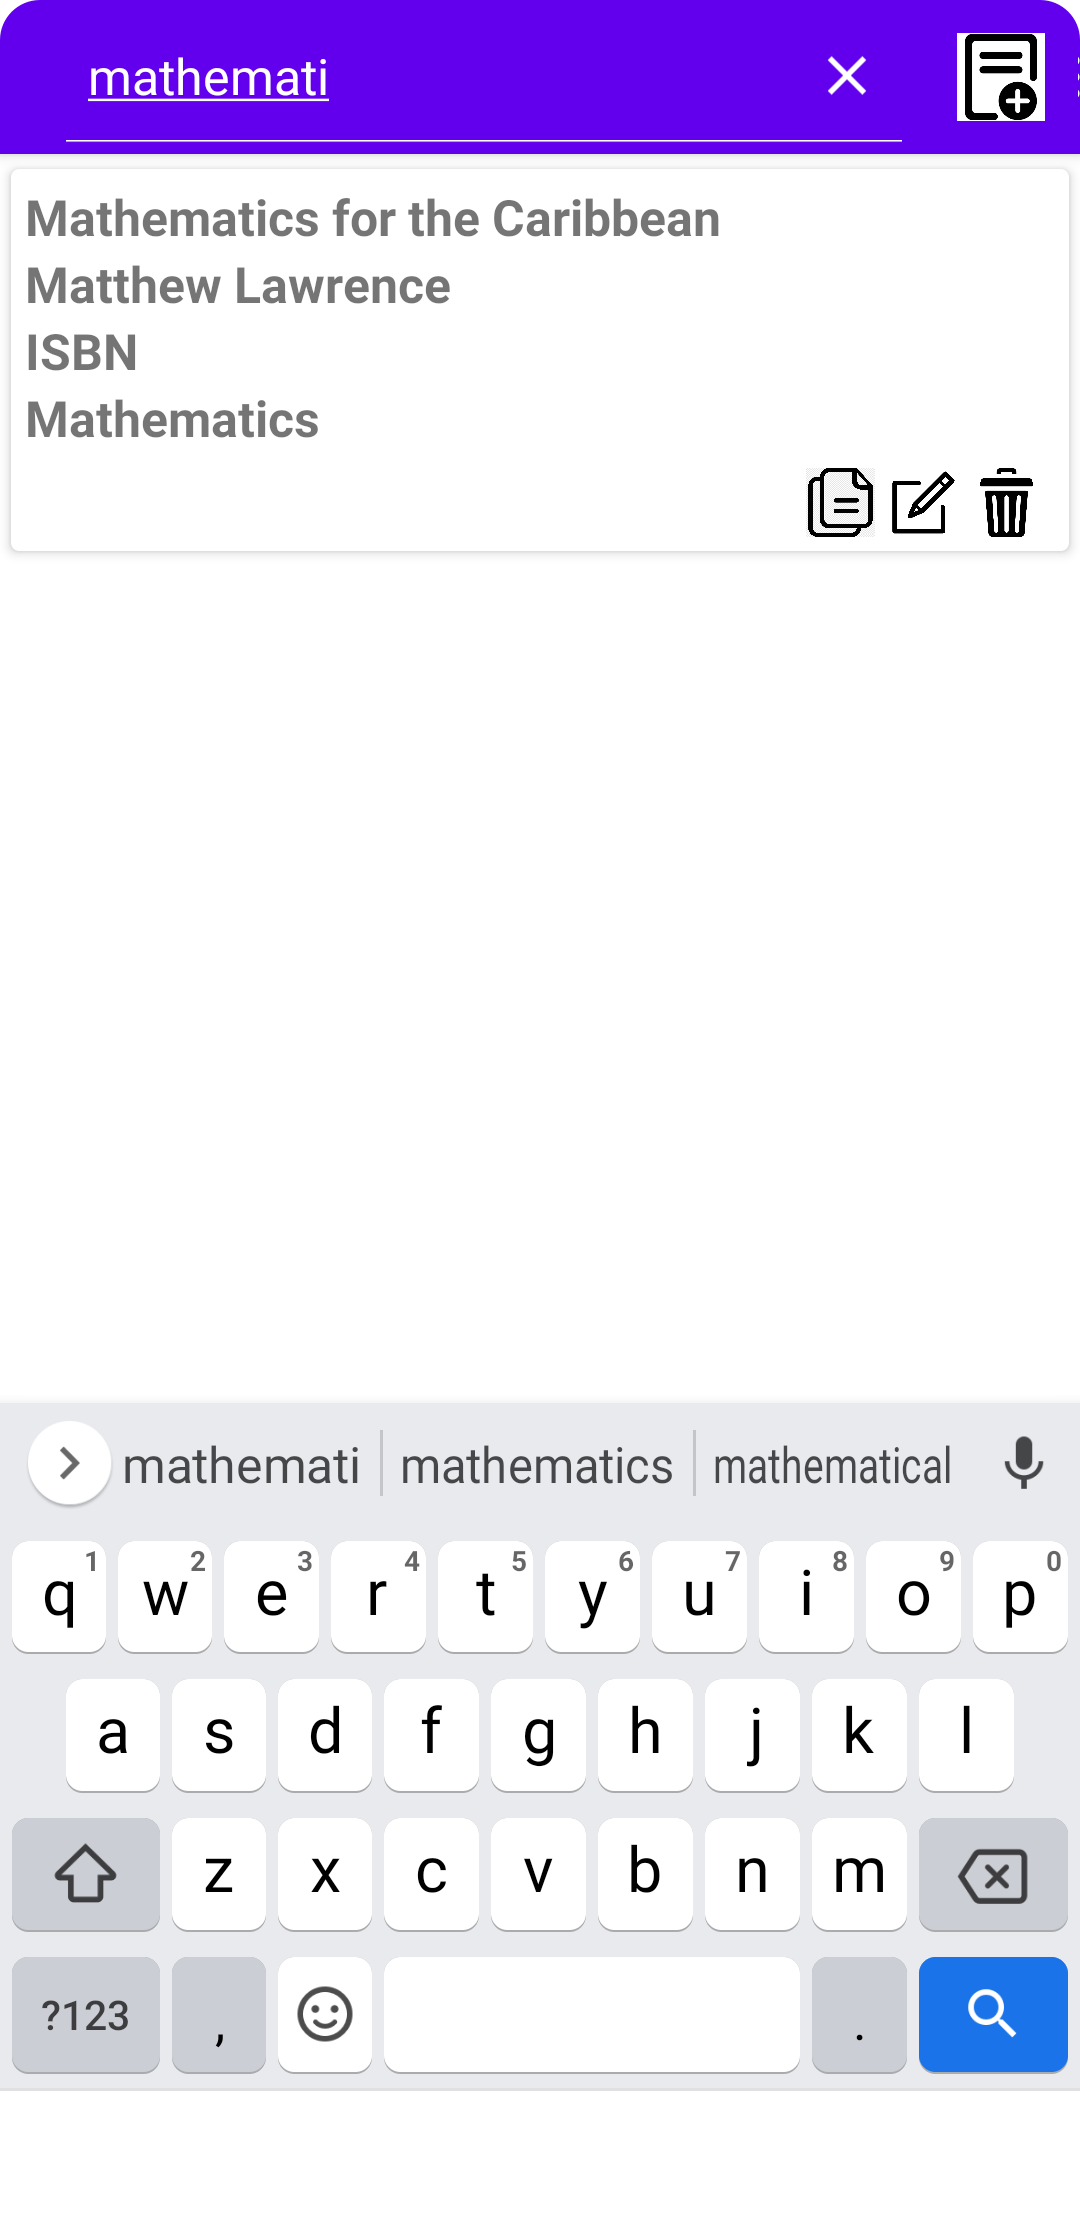 mathemati
Mathematics for the Caribbean
Matthew Lawrence
ISBN
Mathematics
mathemati mathematics mathematical
q 1 w 2 e 3 r 4 t 5 y 6 u 7 i 8 o 9 p 0
a s d f g h j k l
z x c v b n m
?123 , .